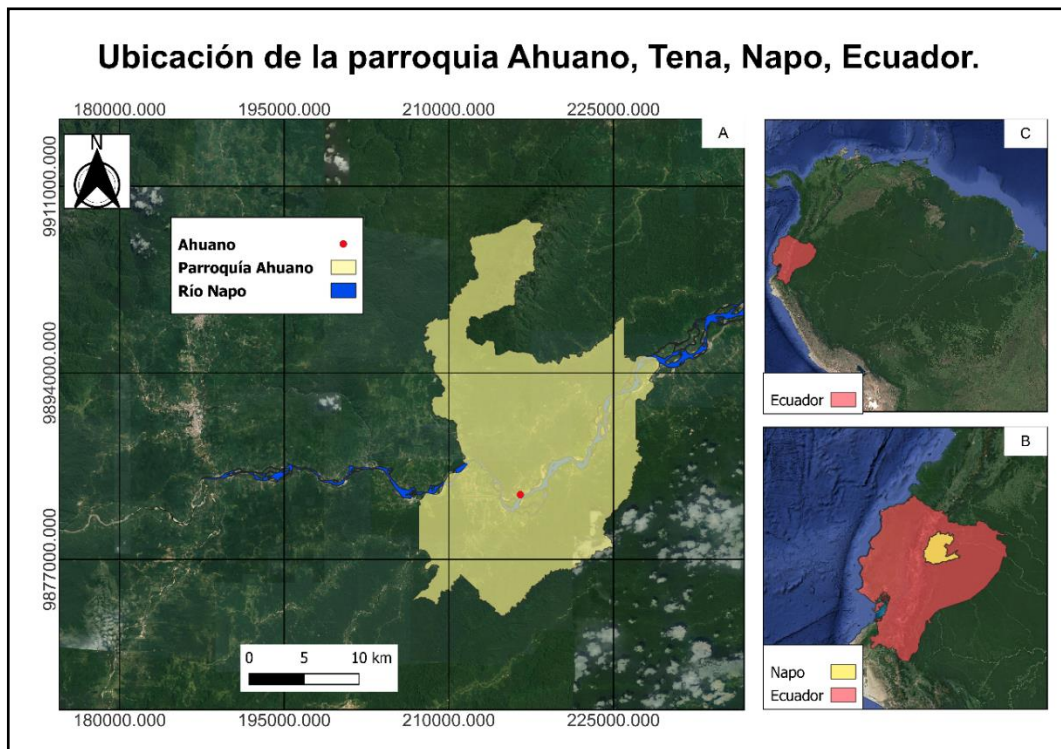 Ubicación de la parroquia Ahuano, Tena, Napo, Ecuador.
180000.000 195000.000 210000.000 225000.000
A
N
9911000.000
9894000.000
9877000.000
Ahuano
Parroquía Ahuano
Río Napo
0 5 10 km
180000.000 195000.000 210000.000 225000.000
C
Ecuador
B
Napo
Ecuador